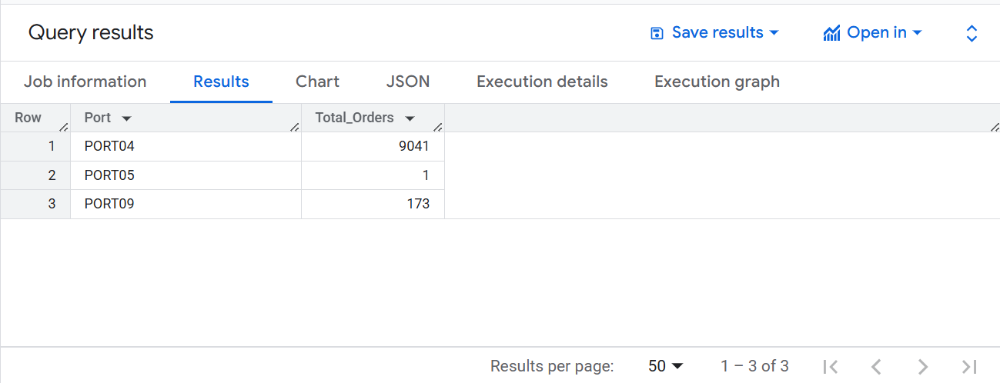 Query results Save results Open in
Job information Results Chart JSON Execution details Execution graph
Row Port Total_Orders
1 PORT04 9041
2 PORT05 1
3 PORT09 173
Results per page: 50 1 – 3 of 3